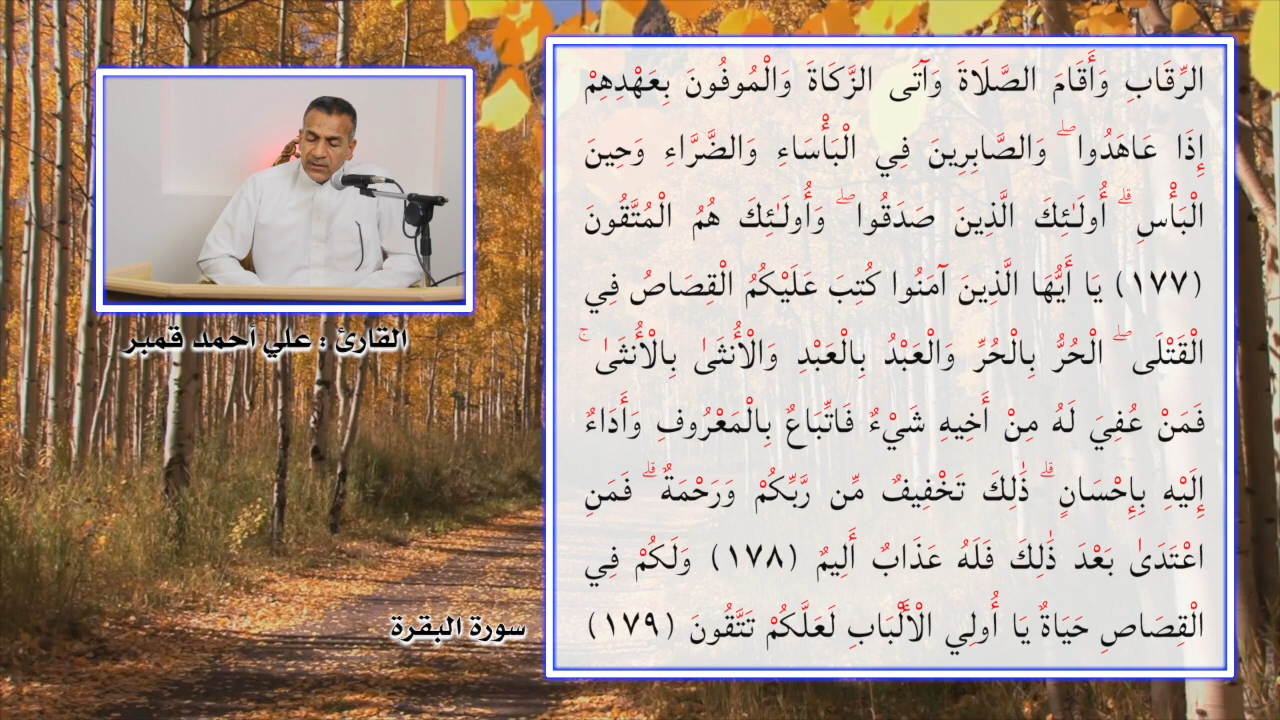 الرِّقَابِ وَأَقَامَ الصَّلَاةَ وَآتَى الزَّكَاةَ وَالْمُوفُونَ بِعَهْدِهِمْ
إِذَا عَاهَدُوا ۖ وَالصَّابِرِينَ فِي الْبَأْسَاءِ وَالضَّرَّاءِ وَحِينَ
الْبَأْسِ ۗ أُولَـٰئِكَ الَّذِينَ صَدَقُوا ۖ وَأُولَـٰئِكَ هُمُ الْمُتَّقُونَ
(١٧٧) يَا أَيُّهَا الَّذِينَ آمَنُوا كُتِبَ عَلَيْكُمُ الْقِصَاصُ فِي
الْقَتْلَى ۖ الْحُرُّ بِالْحُرِّ وَالْعَبْدُ بِالْعَبْدِ وَالْأُنثَىٰ بِالْأُنثَىٰ ۚ
فَمَنْ عُفِيَ لَهُ مِنْ أَخِيهِ شَيْءٌ فَاتِّبَاعٌ بِالْمَعْرُوفِ وَأَدَاءٌ
إِلَيْهِ بِإِحْسَانٍ ۗ ذَٰلِكَ تَخْفِيفٌ مِّن رَّبِّكُمْ وَرَحْمَةٌ ۗ فَمَنِ
اعْتَدَىٰ بَعْدَ ذَٰلِكَ فَلَهُ عَذَابٌ أَلِيمٌ (١٧٨) وَلَكُمْ فِي
الْقِصَاصِ حَيَاةٌ يَا أُولِي الْأَلْبَابِ لَعَلَّكُمْ تَتَّقُونَ (١٧٩)
القارئ : علي أحمد قمبر
سورة البقرة